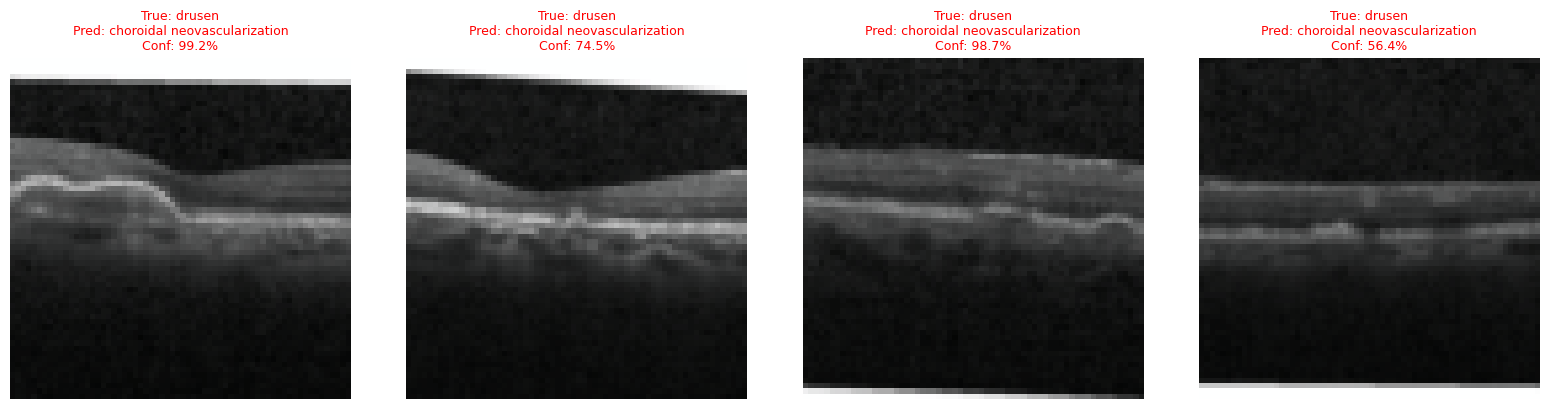 True: drusen
Pred: choroidal neovascularization
Conf: 99.2%
True: drusen
Pred: choroidal neovascularization
Conf: 74.5%
True: drusen
Pred: choroidal neovascularization
Conf: 98.7%
True: drusen
Pred: choroidal neovascularization
Conf: 56.4%